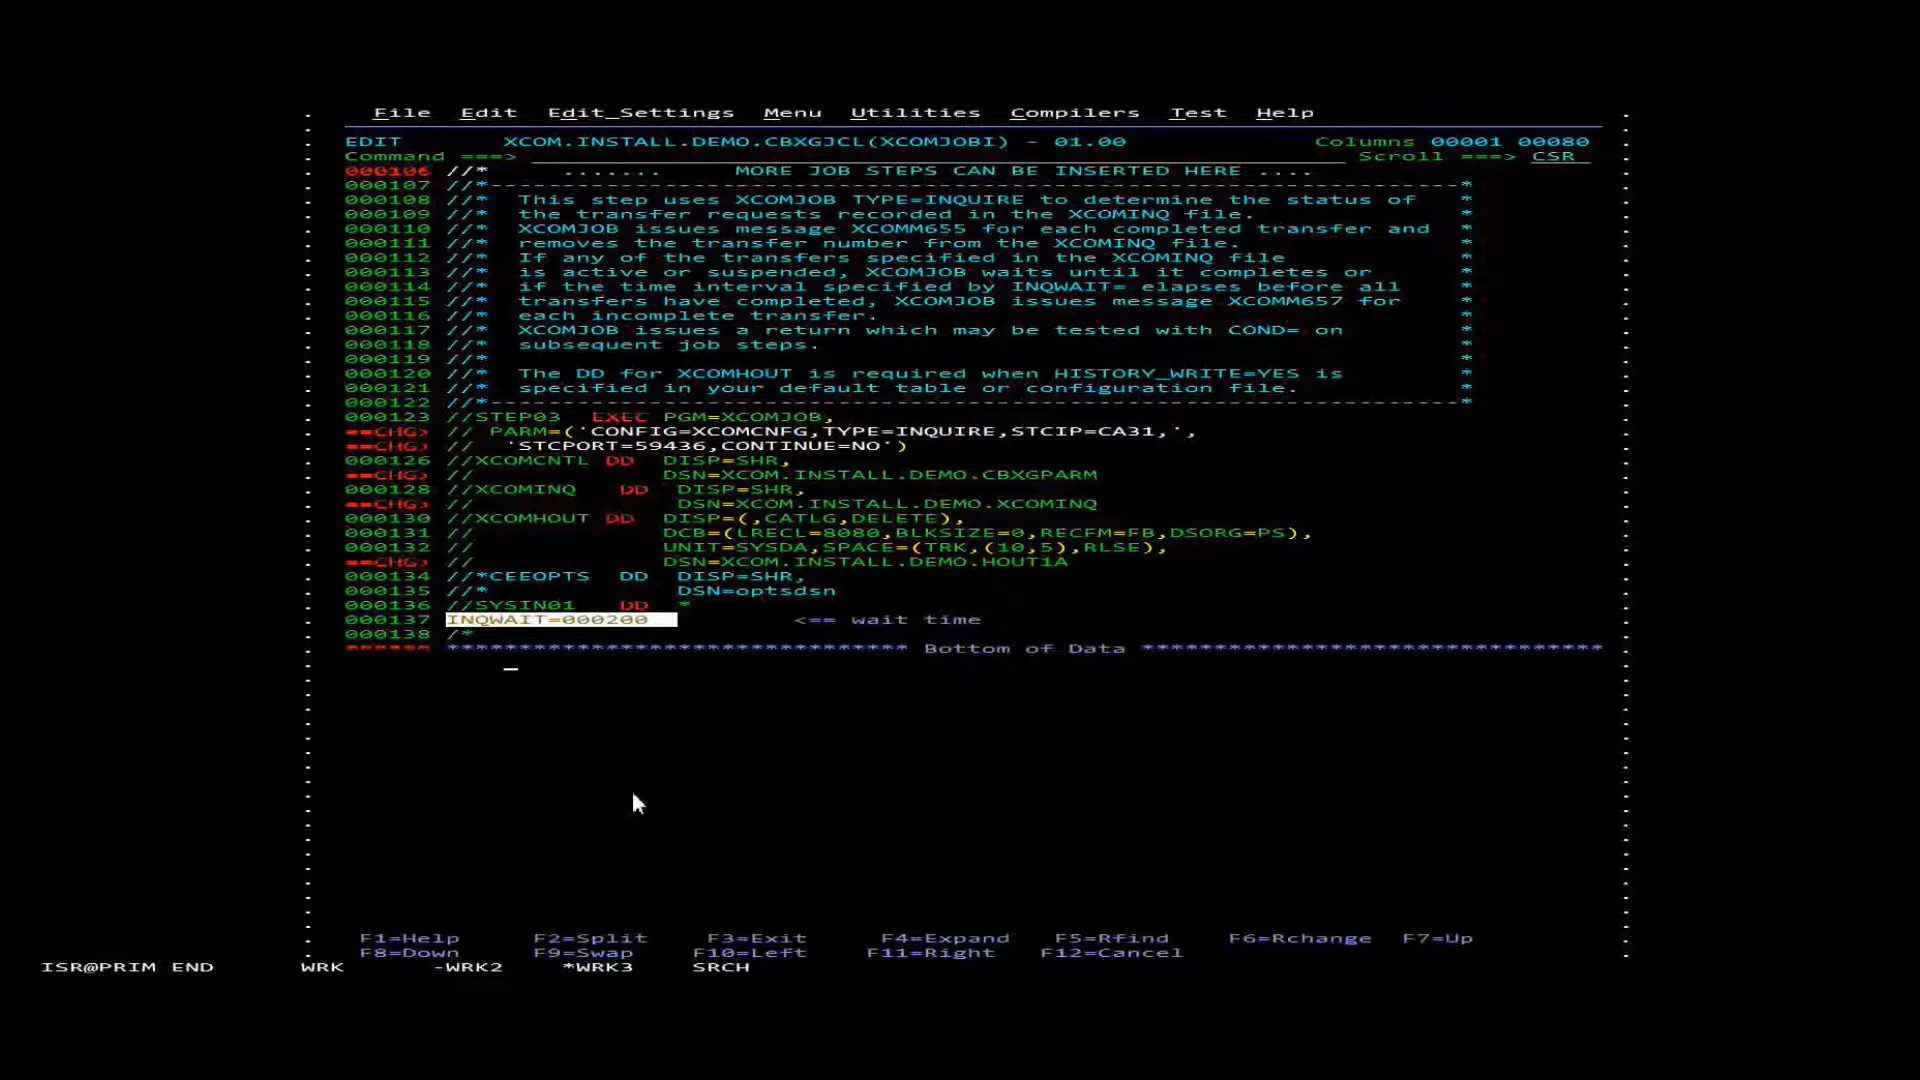 File Edit Edit_Settings Menu Utilities Compilers Test Help
EDIT XCOM.INSTALL.DEMO.CBXGJCL(XCOMJOBI) - 01.00 Columns 00001 00080
Command ===> Scroll ===> CSR
000106 //* ....... MORE JOB STEPS CAN BE INSERTED HERE ....
000107 //*-------------------------------------------------------------------*
000108 //* This step uses XCOMJOB TYPE=INQUIRE to determine the status of *
000109 //* the transfer requests recorded in the XCOMINQ file. *
000110 //* XCOMJOB issues message XCOMM655 for each completed transfer and *
000111 //* removes the transfer number from the XCOMINQ file. *
000112 //* If any of the transfers specified in the XCOMINQ file *
000113 //* is active or suspended, XCOMJOB waits until it completes or *
000114 //* if the time interval specified by INQWAIT= elapses before all *
000115 //* transfers have completed, XCOMJOB issues message XCOMM657 for *
000116 //* each incomplete transfer. *
000117 //* XCOMJOB issues a return which may be tested with COND= on *
000118 //* subsequent job steps. *
000119 //* *
000120 //* The DD for XCOMHOUT is required when HISTORY_WRITE=YES is *
000121 //* specified in your default table or configuration file. *
000122 //*-------------------------------------------------------------------*
000123 //STEP03 EXEC PGM=XCOMJOB,
==CHG> // PARM=('CONFIG=XCOMCNFG,TYPE=INQUIRE,STCIP=CA31,',
==CHG> // 'STCPORT=59436,CONTINUE=NO')
000126 //XCOMCNTL DD DISP=SHR,
==CHG> // DSN=XCOM.INSTALL.DEMO.CBXGPARM
000128 //XCOMINQ DD DISP=SHR,
==CHG> // DSN=XCOM.INSTALL.DEMO.XCOMINQ
000130 //XCOMHOUT DD DISP=(,CATLG,DELETE),
000131 // DCB=(LRECL=8080,BLKSIZE=0,RECFM=FB,DSORG=PS),
000132 // UNIT=SYSDA,SPACE=(TRK,(10,5),RLSE),
==CHG> // DSN=XCOM.INSTALL.DEMO.HOUT1A
000134 //*CEEOPTS DD DISP=SHR,
000135 //* DSN=optsdsn
000136 //SYSIN01 DD *
000137 INQWAIT=000200 <== wait time
000138 /*
****** ******************************** Bottom of Data ********************************
F1=Help F2=Split F3=Exit F4=Expand F5=Rfind F6=Rchange F7=Up
F8=Down F9=Swap F10=Left F11=Right F12=Cancel
ISR@PRIM END WRK -WRK2 *WRK3 SRCH